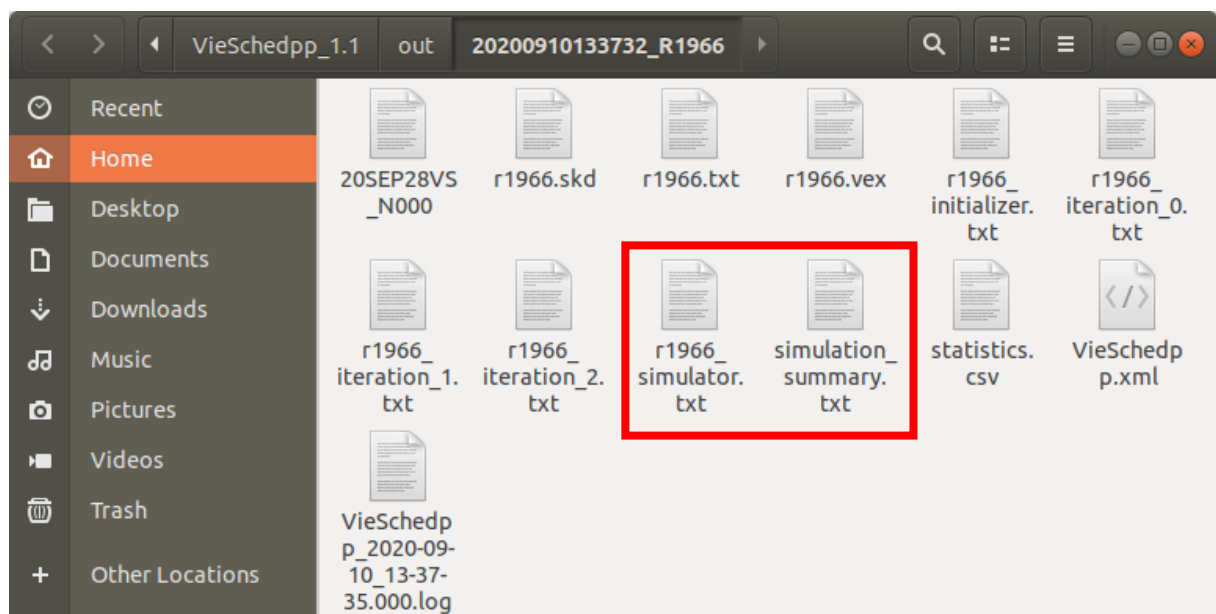 VieSchedpp_1.1 out 20200910133732_R1966
Recent
Home
Desktop
Documents
Downloads
Music
Pictures
Videos
Trash
+ Other Locations
20SEP28VS
_N000
r1966.skd
r1966.txt
r1966.vex
r1966_
initializer.
txt
r1966_
iteration_0.
txt
r1966_
iteration_1.
txt
r1966_
iteration_2.
txt
r1966_
simulator.
txt
simulation_
summary.
txt
statistics.
csv
VieSchedp
p.xml
VieSchedp
p_2020-09-
10_13-37-
35.000.log